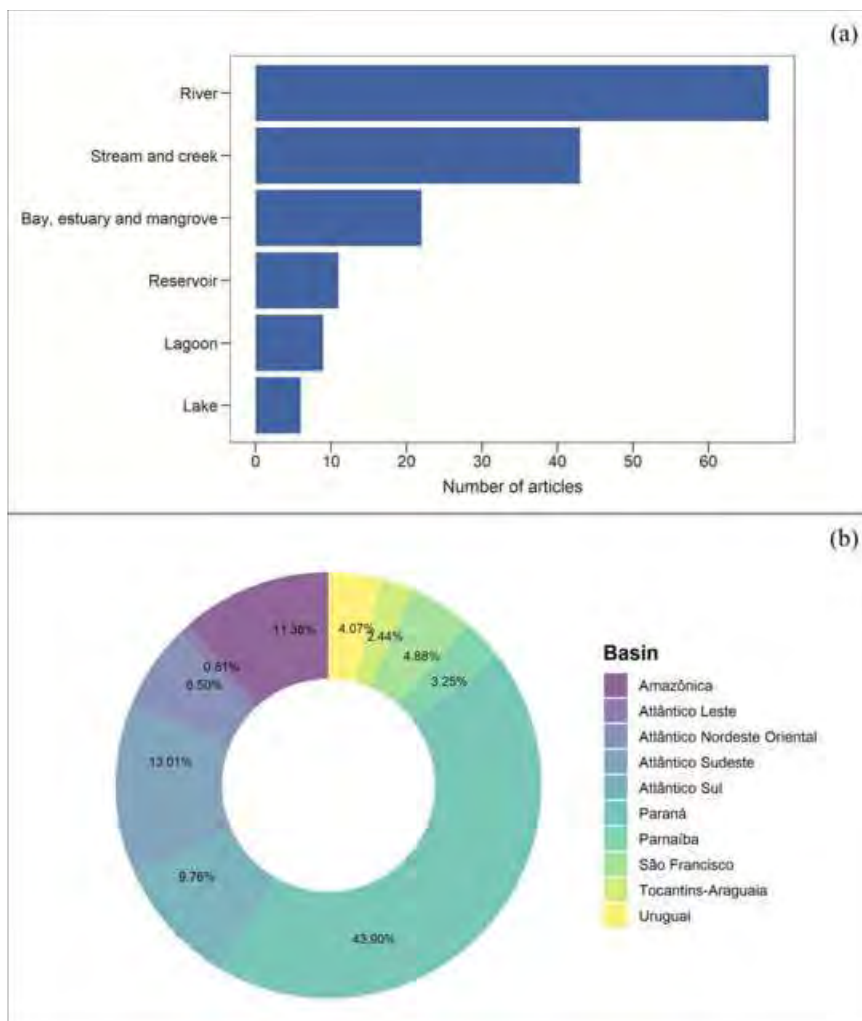 (a)
River
Stream and creek
Bay, estuary and mangrove
Reservoir
Lagoon
Lake
0 10 20 30 40 50 60
Number of articles
(b)
4.07%
2.44%
4.88%
3.25%
11.38%
0.81%
6.50%
13.01%
9.76%
43.90%
Basin
Amazônica
Atlântico Leste
Atlântico Nordeste Oriental
Atlântico Sudeste
Atlântico Sul
Paraná
Parnaíba
São Francisco
Tocantins-Araguaia
Uruguai